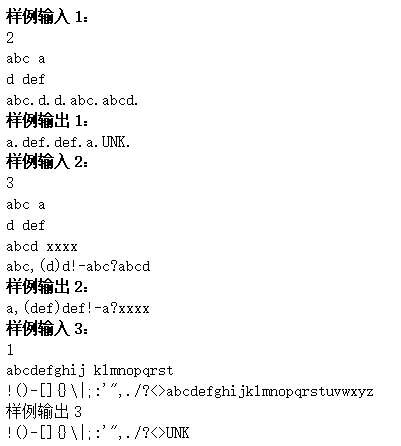 样例输入1：
2
abc a
d def
abc.d.d.abc.abcd.
样例输出1：
a.def.def.a.UNK.
样例输入2：
3
abc a
d def
abcd xxxx
abc,(d)d!-abc?abcd
样例输出2：
a,(def)def!-a?xxxx
样例输入3：
1
abcdefghij klmnopqrst
!()-[]{}\|;:'",./?<>abcdefghijklmnopqrstuvwxyz
样例输出3
!()-[]{}\|;:'",./?<>UNK